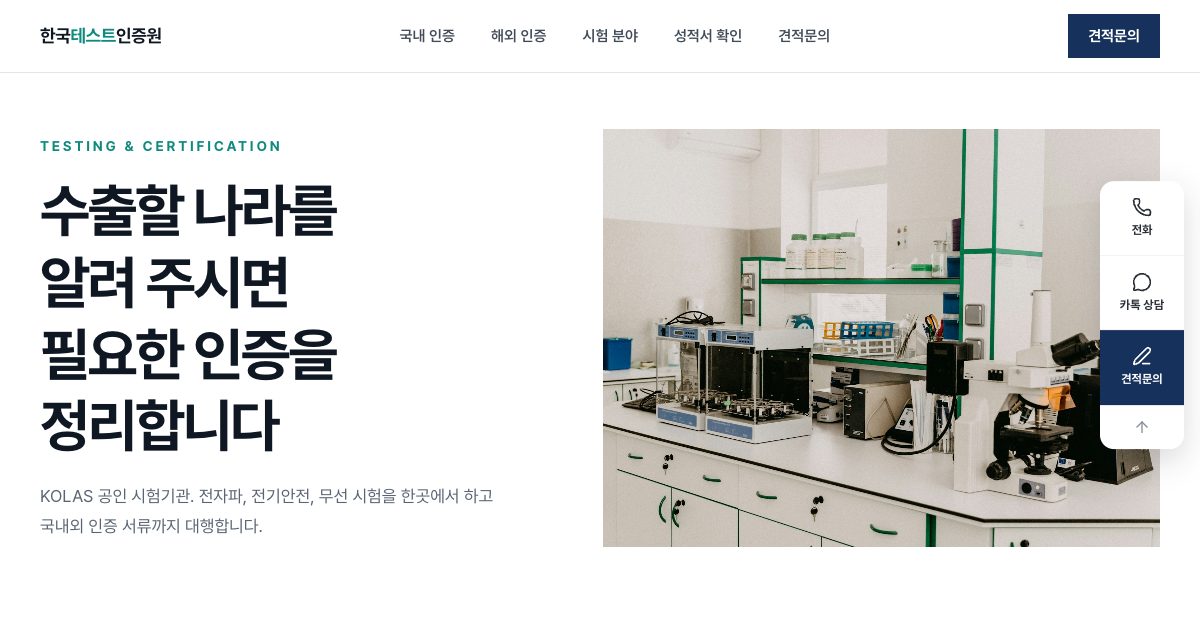 한국테스트인증원
국내 인증
해외 인증
시험 분야
성적서 확인
견적문의
견적문의
TESTING & CERTIFICATION
수출할 나라를
알려 주시면
필요한 인증을
정리합니다
KOLAS 공인 시험기관. 전자파, 전기안전, 무선 시험을 한곳에서 하고
국내외 인증 서류까지 대행합니다.
전화
카톡 상담
견적문의